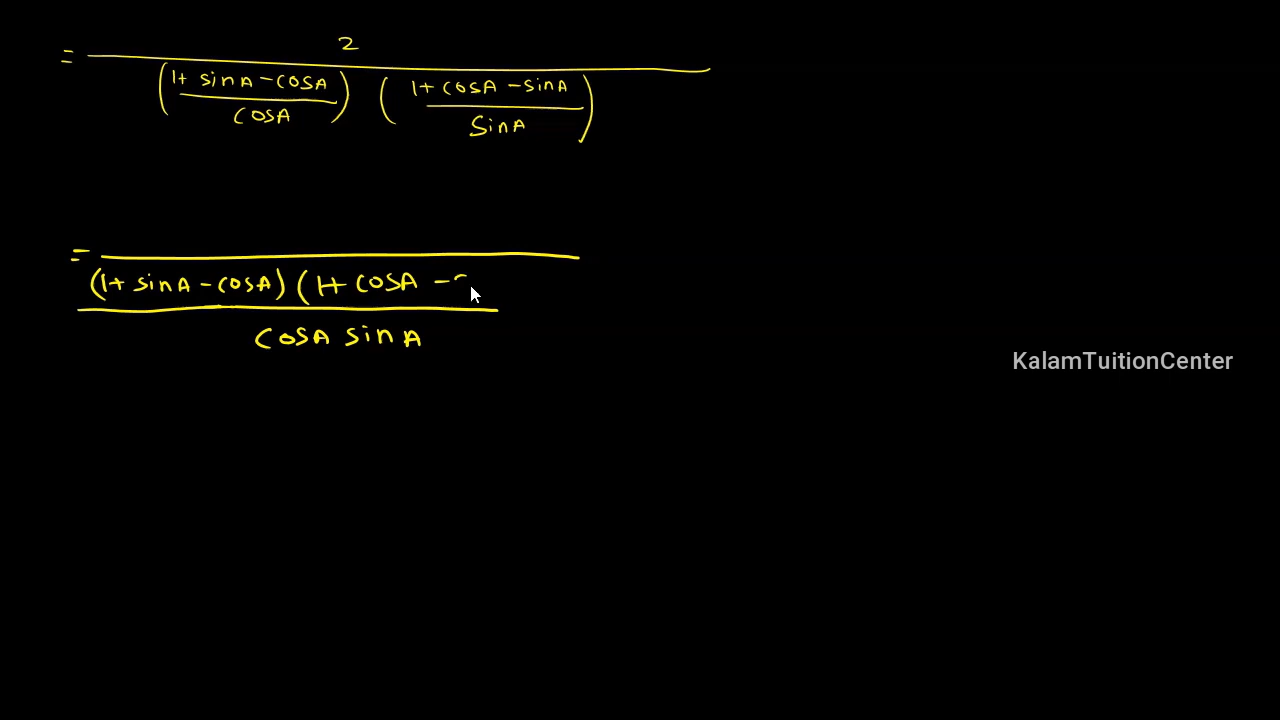 2
= (1+ sinA - cosA) (1+ cosA - sinA)
cosA sinA
=
(1+ sinA - cosA) (1+ cosA -
cosA sinA
KalamTuitionCenter